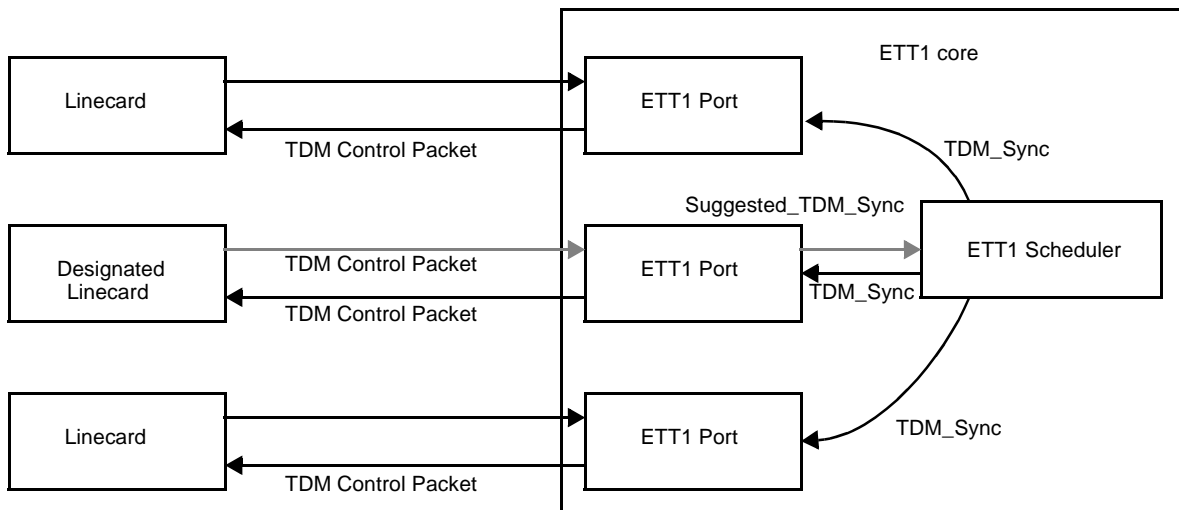 ETT1 core
Linecard
ETT1 Port
TDM Control Packet
TDM_Sync
Suggested_TDM_Sync
Designated
Linecard
TDM Control Packet
ETT1 Port
ETT1 Scheduler
TDM_Sync
TDM Control Packet
Linecard
ETT1 Port
TDM_Sync
TDM Control Packet